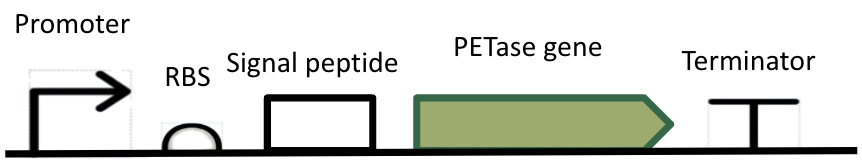 Promoter
RBS
Signal peptide
PETase gene
Terminator